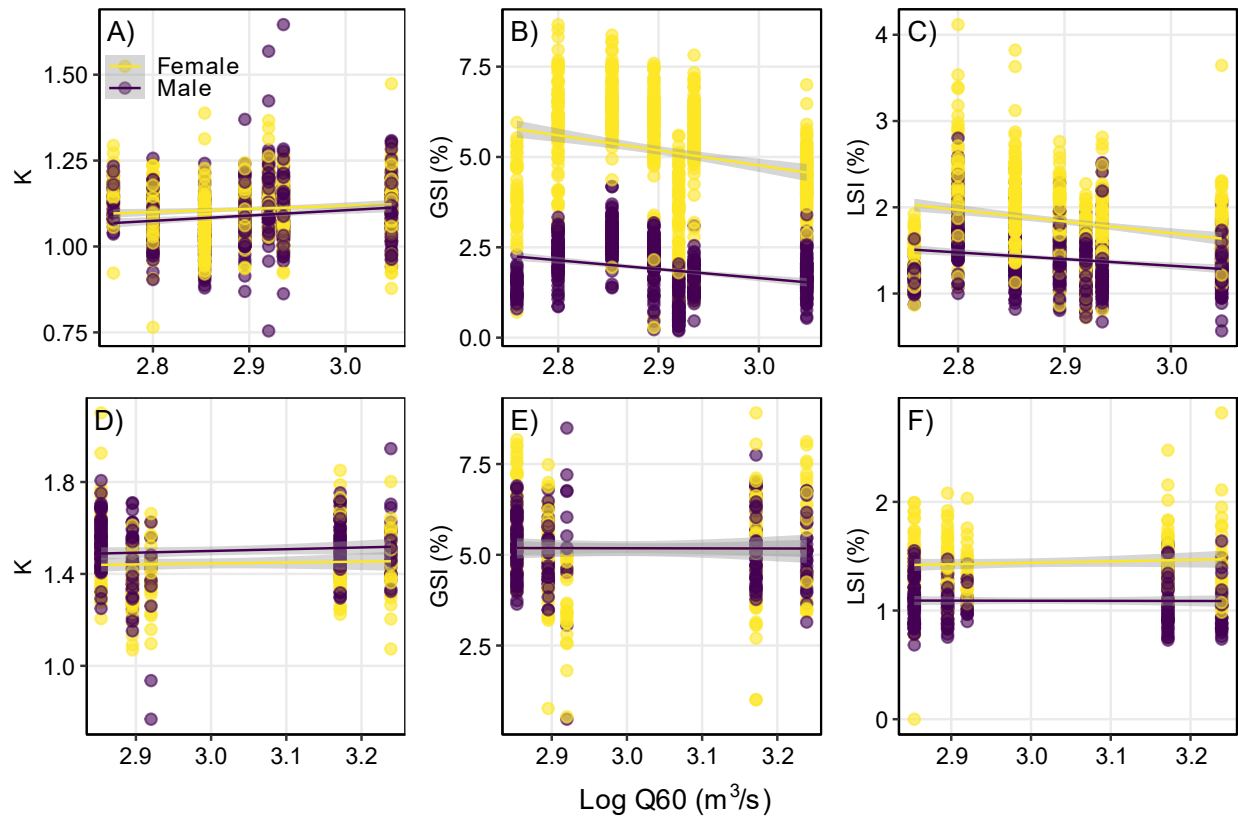 A)
Female
Male
K
1.50
1.25
1.00
0.75
2.8 2.9 3.0
B)
GSI (%)
7.5
5.0
2.5
0.0
2.8 2.9 3.0
C)
LSI (%)
4
3
2
1
2.8 2.9 3.0
D)
K
1.8
1.4
1.0
2.9 3.0 3.1 3.2
E)
GSI (%)
7.5
5.0
2.5
2.9 3.0 3.1 3.2
F)
LSI (%)
2
1
0
2.9 3.0 3.1 3.2
Log Q60 (m³/s)